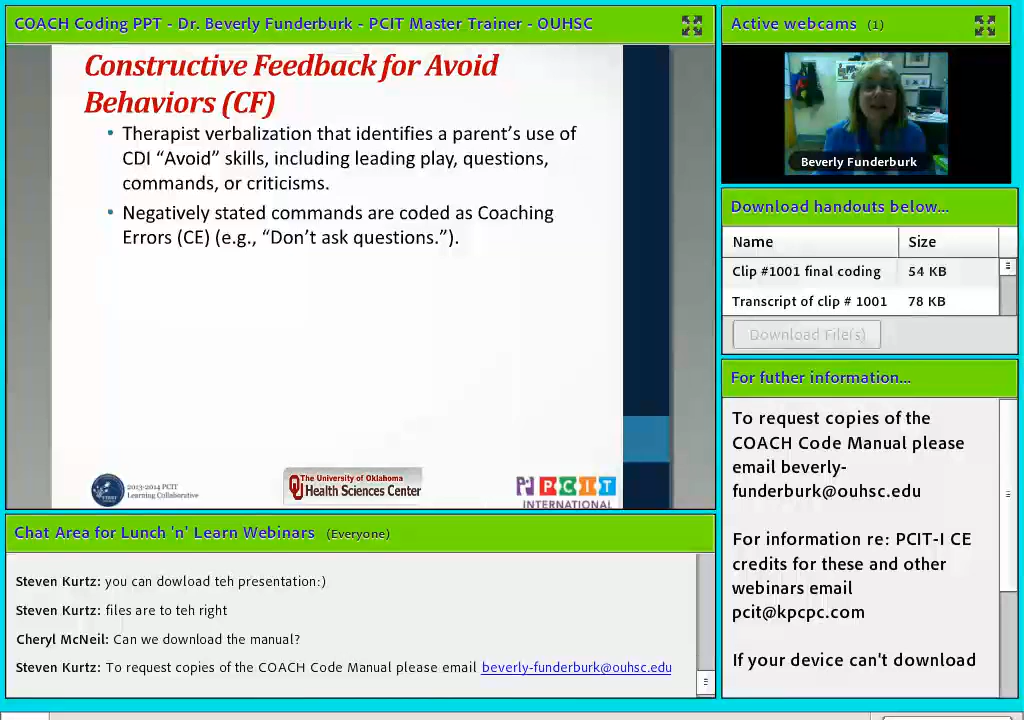 COACH Coding PPT - Dr. Beverly Funderburk - PCIT Master Trainer - OUHSC
Constructive Feedback for Avoid
Behaviors (CF)
• Therapist verbalization that identifies a parent's use of
CDI “Avoid” skills, including leading play, questions,
commands, or criticisms.
• Negatively stated commands are coded as Coaching
Errors (CE) (e.g., “Don't ask questions.”).
2013-2014 PCIT
Learning Collaborative
The University of Oklahoma
Health Sciences Center
PCIT
INTERNATIONAL
Active webcams (1)
Beverly Funderburk
Download handouts below...
Name Size
Clip #1001 final coding 54 KB
Transcript of clip # 1001 78 KB
Download File(s)
For futher information...
To request copies of the
COACH Code Manual please
email beverly-
funderburk@ouhsc.edu
For information re: PCIT-I CE
credits for these and other
webinars email
pcit@kpcpc.com
If your device can't download
Chat Area for Lunch 'n' Learn Webinars (Everyone)
Steven Kurtz: you can dowload teh presentation:)
Steven Kurtz: files are to teh right
Cheryl McNeil: Can we download the manual?
Steven Kurtz: To request copies of the COACH Code Manual please email beverly-funderburk@ouhsc.edu